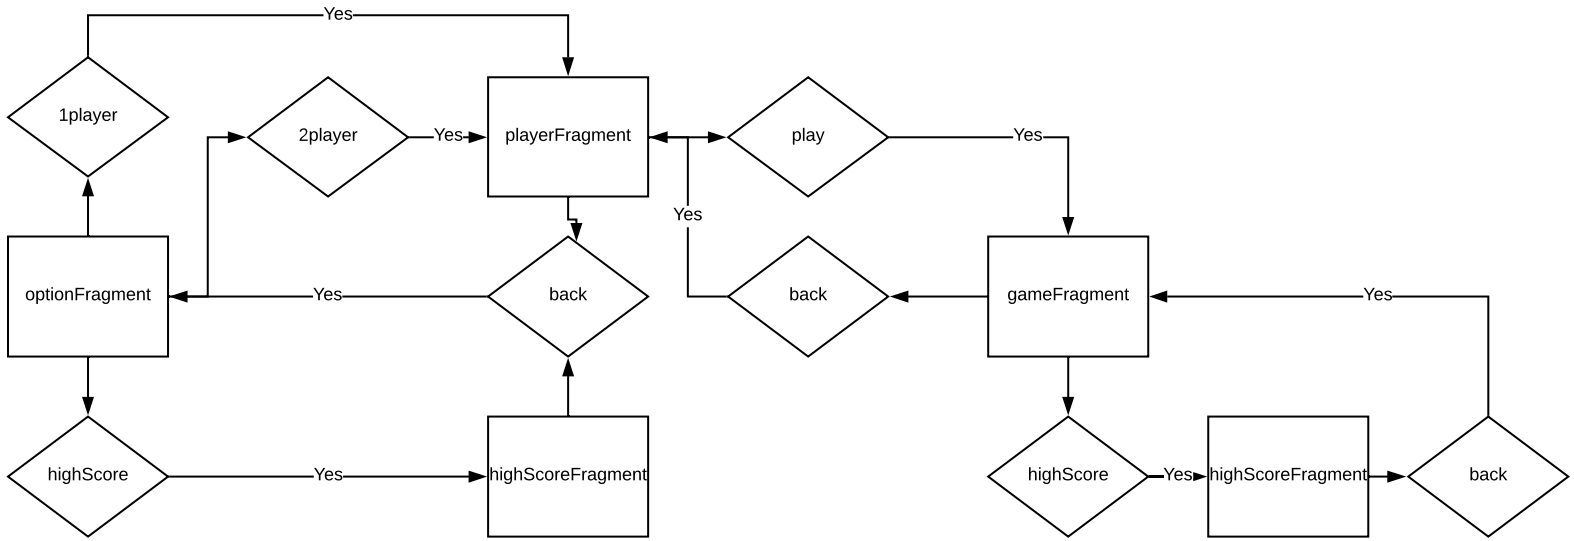 Yes
1player
2player
Yes
playerFragment
play
Yes
Yes
optionFragment
Yes
back
back
gameFragment
Yes
highScore
Yes
highScoreFragment
highScore
Yes
highScoreFragment
back